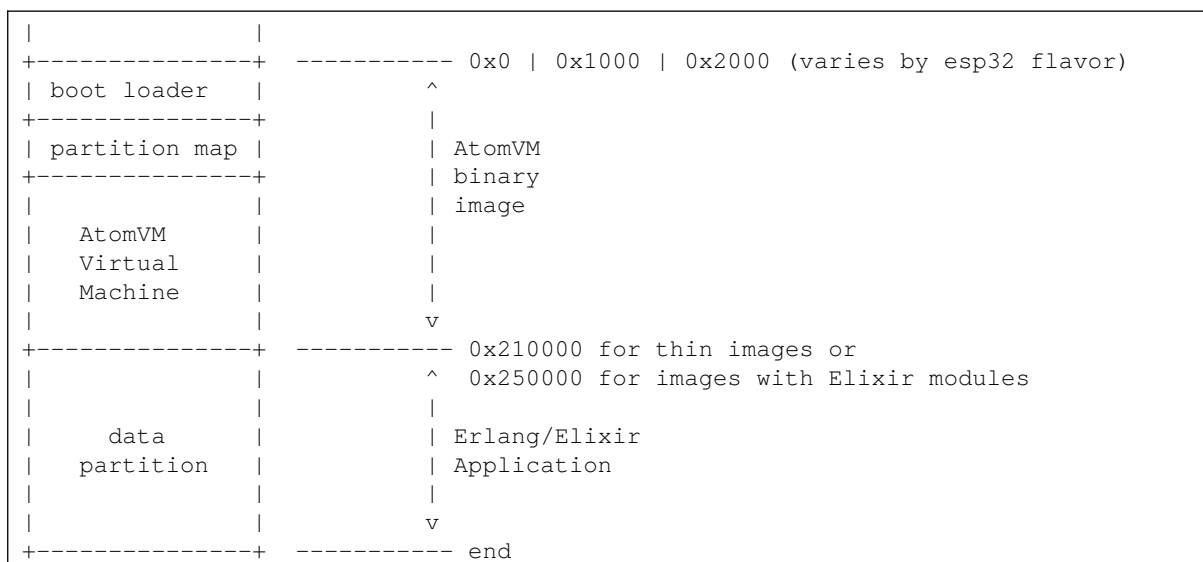 |               |
+---------------+  ----------- 0x0 | 0x1000 | 0x2000 (varies by esp32 flavor)
| boot loader   |           ^
+---------------+           |
| partition map |           | AtomVM
+---------------+           | binary
|               |           | image
|   AtomVM      |           |
|   Virtual     |           |
|   Machine     |           |
|               |           v
+---------------+  ----------- 0x210000 for thin images or
|               |           ^  0x250000 for images with Elixir modules
|               |           |
|     data      |           | Erlang/Elixir
|   partition   |           | Application
|               |           |
|               |           v
+---------------+  ----------- end